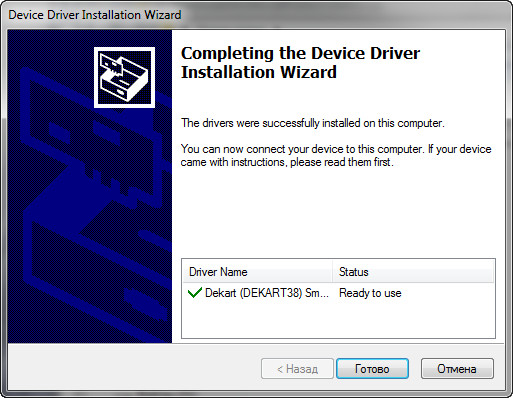 Device Driver Installation Wizard
Completing the Device Driver
Installation Wizard
The drivers were successfully installed on this computer.
You can now connect your device to this computer. If your device
came with instructions, please read them first.
Driver Name Status
Dekart (DEKART38) Sm... Ready to use
< Назад Готово Отмена